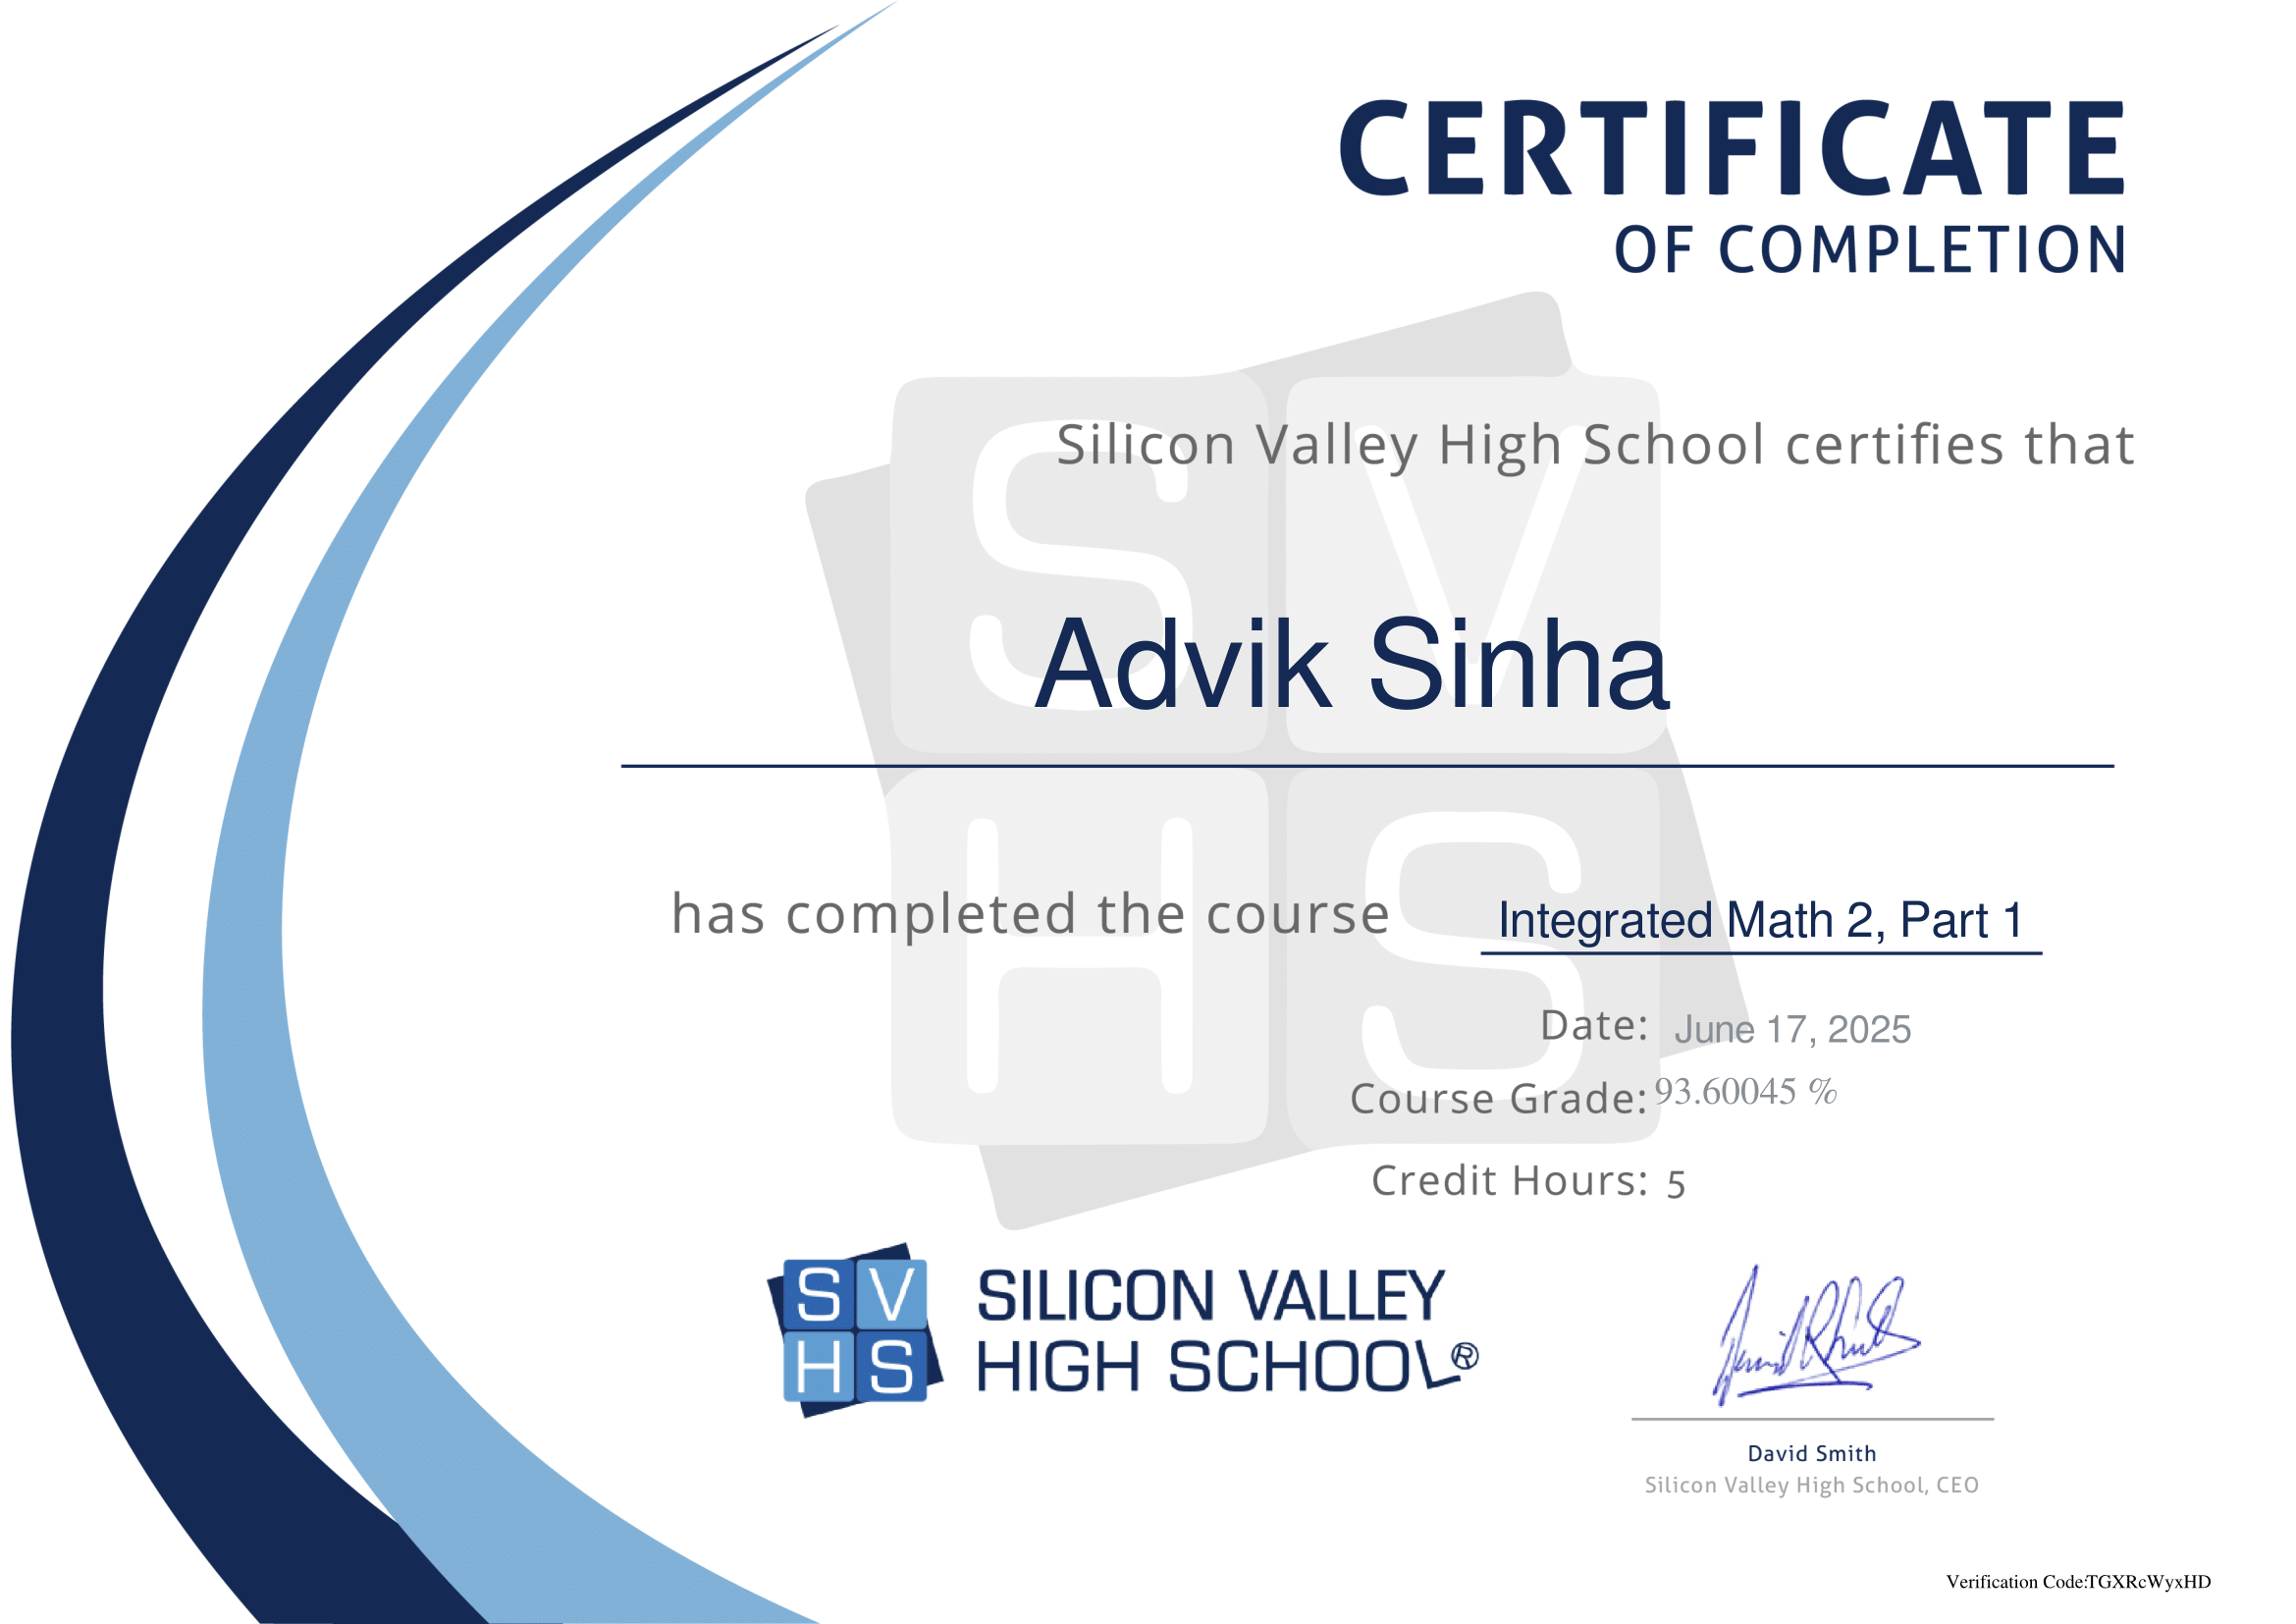 CERTIFICATE
OF COMPLETION
Silicon Valley High School certifies that
Advik Sinha
has completed the course Integrated Math 2, Part 1
Date: June 17, 2025
Course Grade: 93.60045 %
Credit Hours: 5
S V
H S
SILICON VALLEY
HIGH SCHOOL®
David Smith
Silicon Valley High School, CEO
Verification Code:TGXRcWyxHD